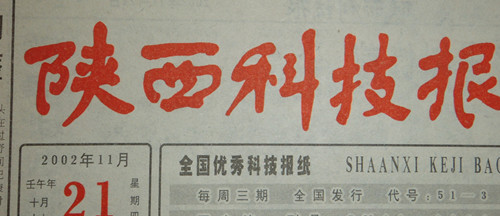 陕西科技报
2002年11月
壬午年
十月
21
星
期
全国优秀科技报纸
SHAANXI KEJI BAO
每周三期 全国发行 代号:51—3